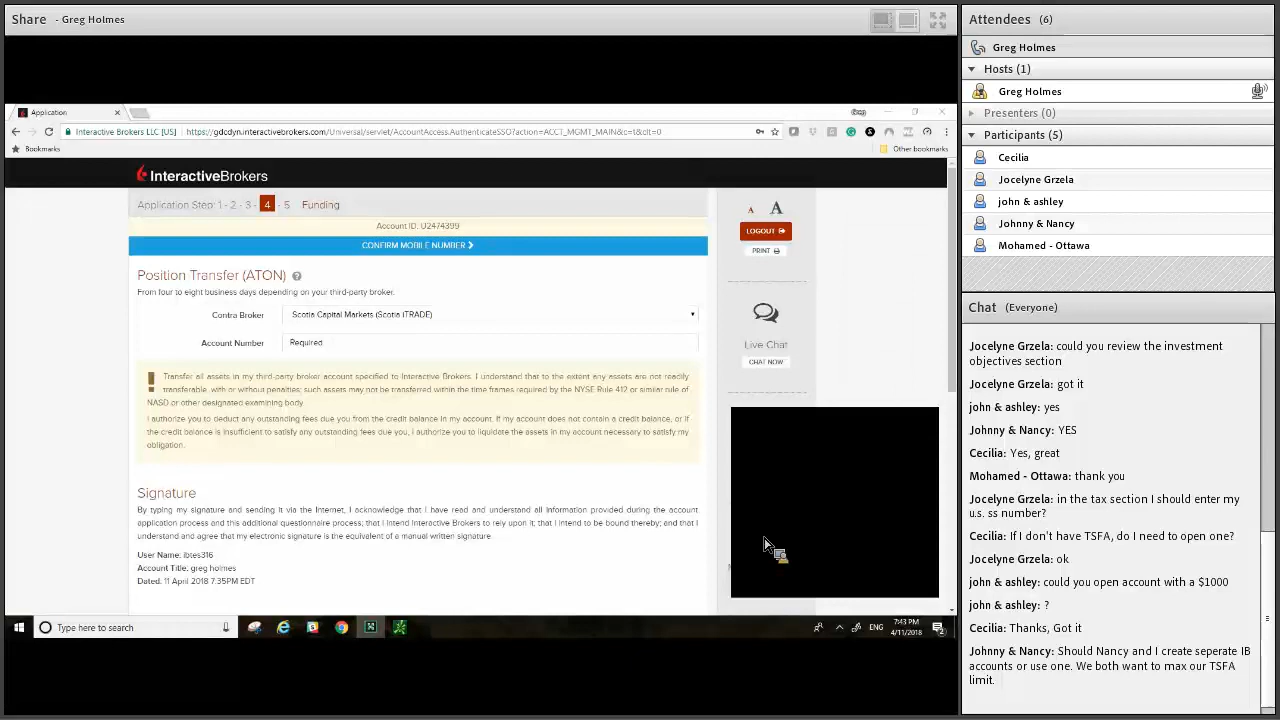 Share - Greg Holmes
Application
Greg
Interactive Brokers LLC [US]
https://gdcdyn.interactivebrokers.com/Universal/servlet/AccountAccess.AuthenticateSSO?action=ACCT_MGMT_MAIN&c=t&clt=0
Bookmarks
Other bookmarks
InteractiveBrokers
Application Step: 1 - 2 - 3 - 4 - 5 Funding
Account ID: U2474399
CONFIRM MOBILE NUMBER
Position Transfer (ATON)
From four to eight business days depending on your third-party broker.
Contra Broker Scotia Capital Markets (Scotia iTRADE)
Account Number Required
Transfer all assets in my third-party broker account specified to Interactive Brokers. I understand that to the extent any assets are not readily
transferable, with or without penalties, such assets may not be transferred within the time frames required by the NYSE Rule 412 or similar rule of
NASD or other designated examining body.
I authorize you to deduct any outstanding fees due you from the credit balance in my account. If my account does not contain a credit balance, or if
the credit balance is insufficient to satisfy any outstanding fees due you, I authorize you to liquidate the assets in my account necessary to satisfy my
obligation.
Signature
By typing my signature and sending it via the Internet, I acknowledge that I have read and understand all information provided during the account
application process and this additional questionnaire process; that I intend Interactive Brokers to rely upon it; that I intend to be bound thereby; and that I
understand and agree that my electronic signature is the equivalent of a manual written signature
User Name: ibtes316
Account Title: greg holmes
Dated: 11 April 2018 7:35PM EDT
A A
LOGOUT
PRINT
Live Chat
CHAT NOW
Type here to search
ENG
7:43 PM
4/11/2018
2
Attendees (6)
Greg Holmes
Hosts (1)
Greg Holmes
Presenters (0)
Participants (5)
Cecilia
Jocelyne Grzela
john & ashley
Johnny & Nancy
Mohamed - Ottawa
Chat (Everyone)
Jocelyne Grzela: could you review the investment
objectives section
Jocelyne Grzela: got it
john & ashley: yes
Johnny & Nancy: YES
Cecilia: Yes, great
Mohamed - Ottawa: thank you
Jocelyne Grzela: in the tax section I should enter my
u.s. ss number?
Cecilia: If I don't have TSFA, do I need to open one?
Jocelyne Grzela: ok
john & ashley: could you open account with a $1000
john & ashley: ?
Cecilia: Thanks, Got it
Johnny & Nancy: Should Nancy and I create seperate IB
accounts or use one. We both want to max our TSFA
limit.